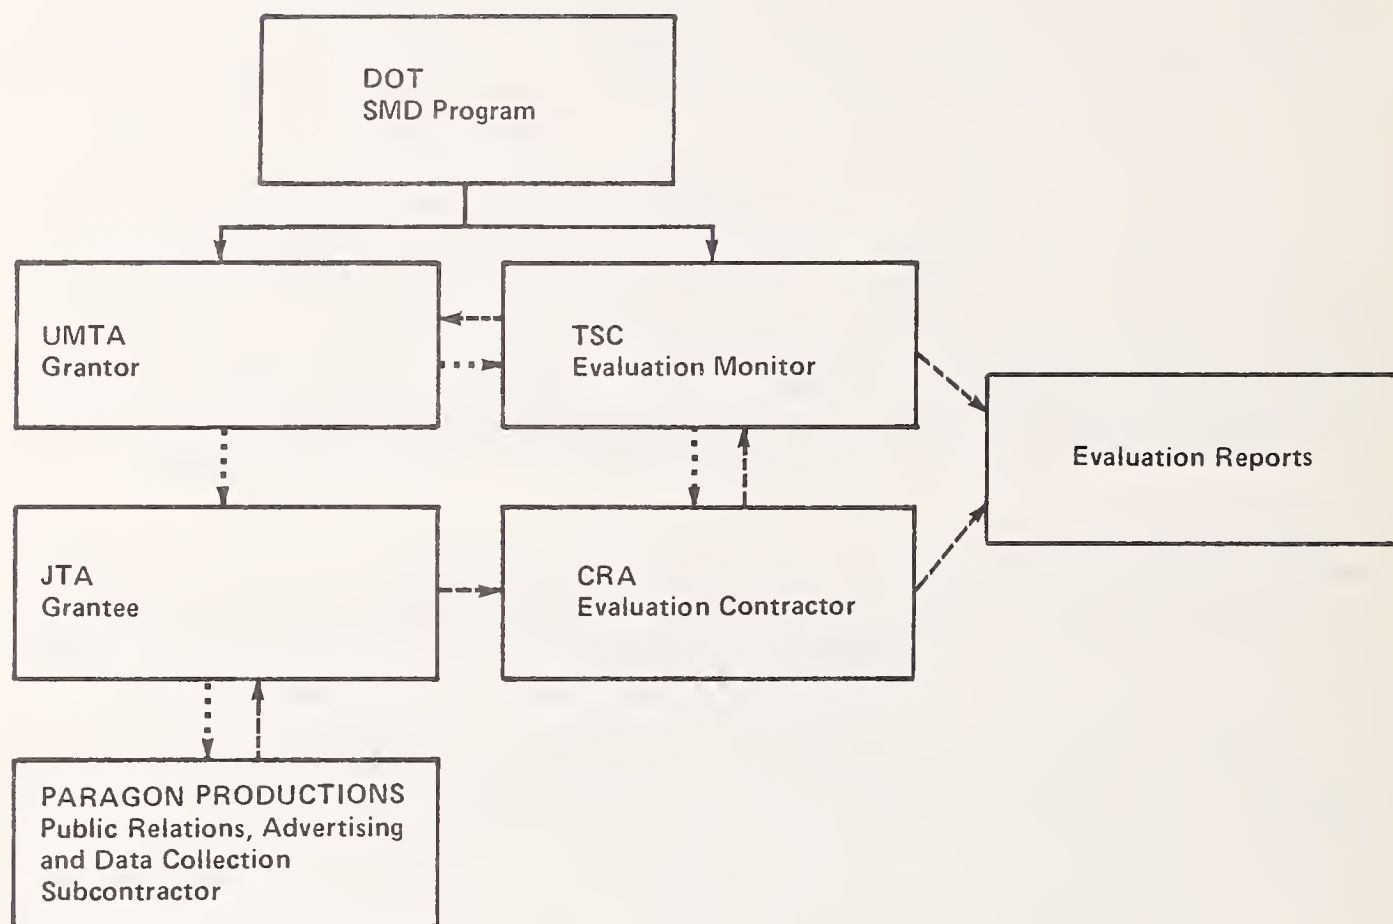 DOT
SMD Program
UMTA
Grantor
TSC
Evaluation Monitor
Evaluation Reports
JTA
Grantee
CRA
Evaluation Contractor
PARAGON PRODUCTIONS
Public Relations, Advertising
and Data Collection
Subcontractor